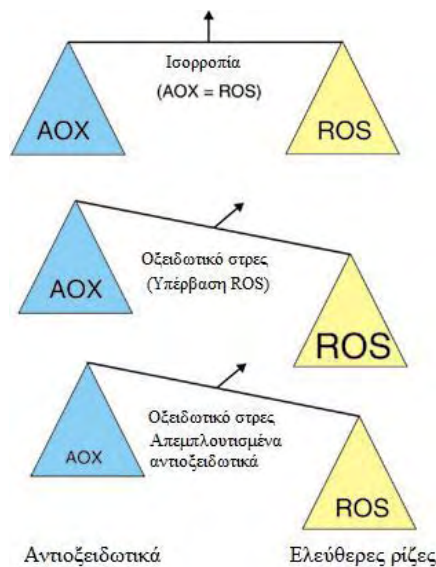 Ισορροπία
(AOX = ROS)
AOX
ROS
Οξειδωτικό στρες
(Υπέρβαση ROS)
AOX
ROS
Οξειδωτικό στρες
Απεμπλουτισμένα
αντιοξειδωτικά
AOX
ROS
Αντιοξειδωτικά
Ελεύθερες ρίζες